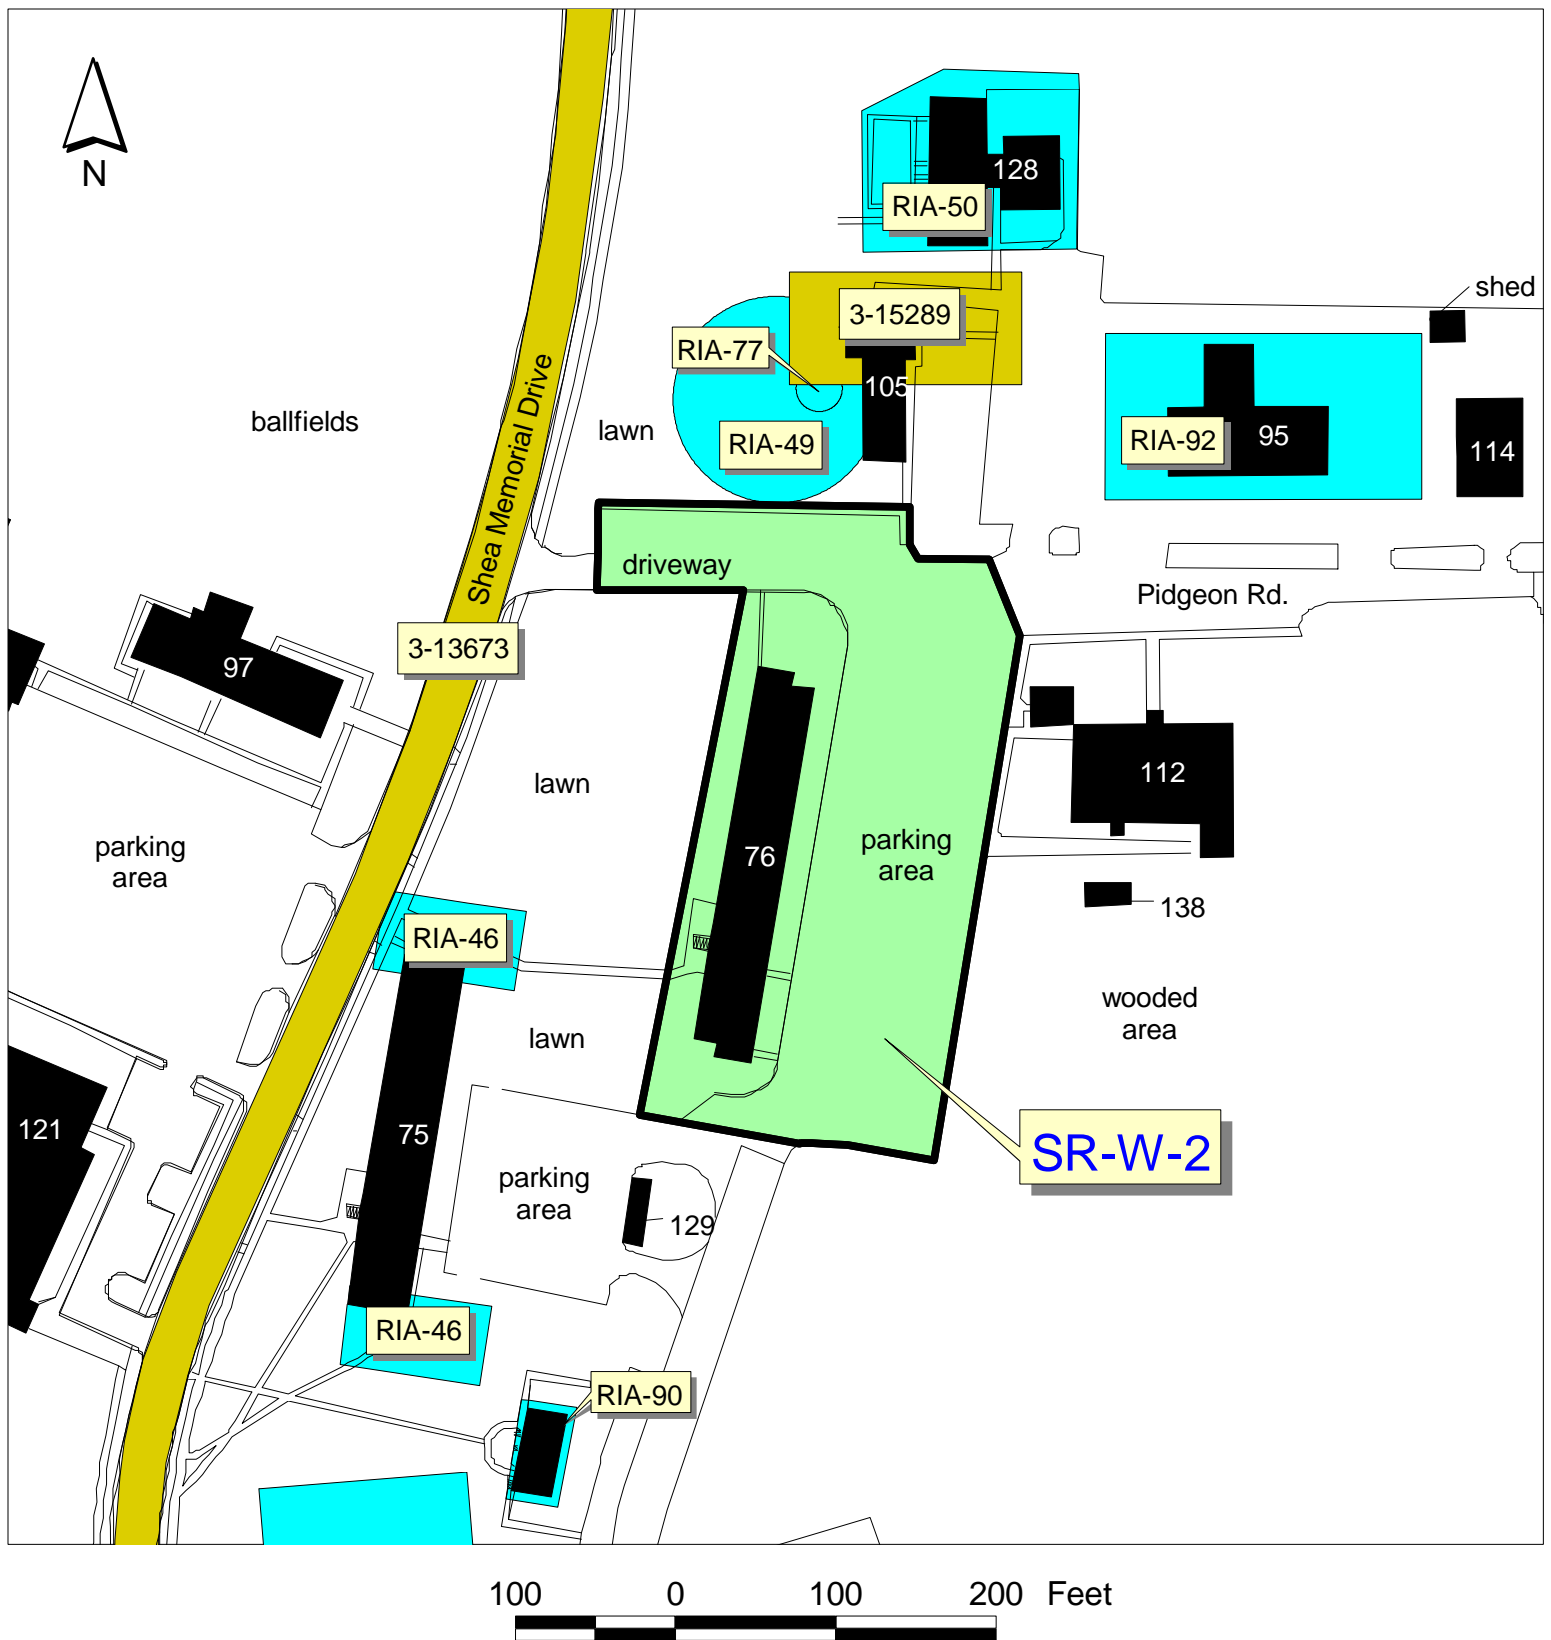 N
128
RIA-50
shed
3-15289
RIA-77
105
Shea Memorial Drive
ballfields
lawn
RIA-49
RIA-92
95
114
driveway
Pidgeon Rd.
3-13673
97
112
lawn
parking
area
76
parking
area
138
RIA-46
wooded
area
lawn
121
75
SR-W-2
parking
area
129
RIA-46
RIA-90
100 0 100 200 Feet